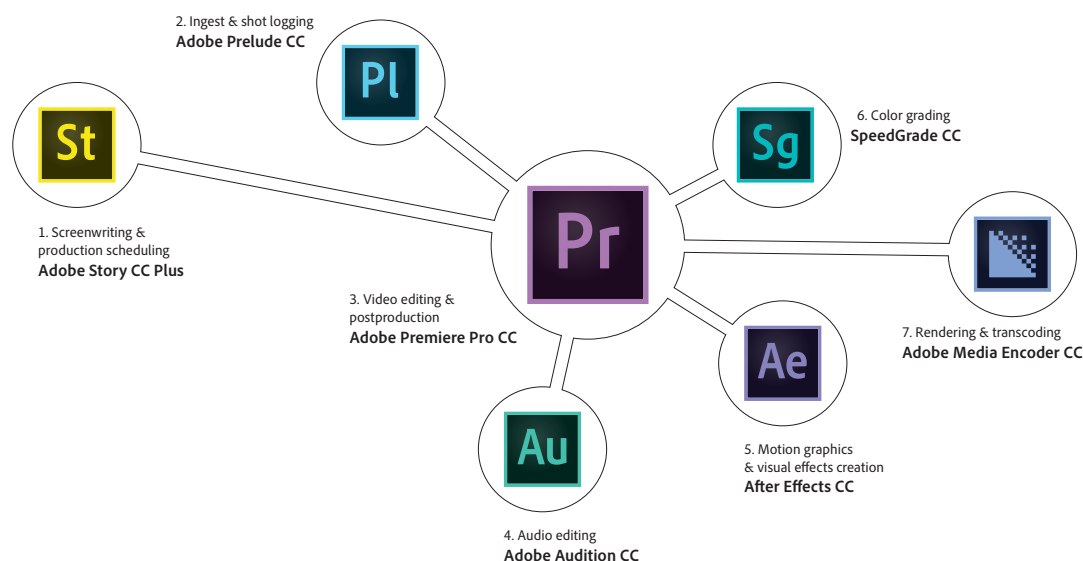 2. Ingest & shot logging
Adobe Prelude CC
Pl
St
1. Screenwriting &
production scheduling
Adobe Story CC Plus
Pr
3. Video editing &
postproduction
Adobe Premiere Pro CC
Au
4. Audio editing
Adobe Audition CC
Ae
5. Motion graphics
& visual effects creation
After Effects CC
Sg
6. Color grading
SpeedGrade CC
7. Rendering & transcoding
Adobe Media Encoder CC